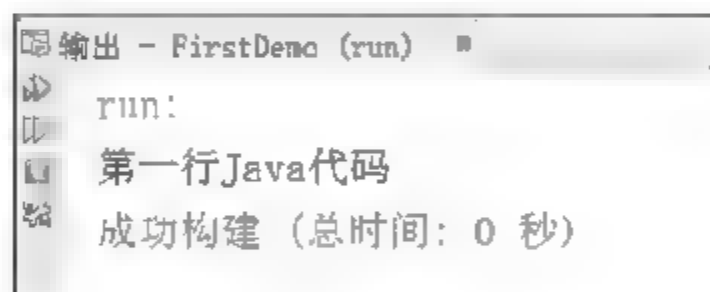 输出 - FirstDemo (run)
run:
第一行Java代码
成功构建 (总时间: 0 秒)